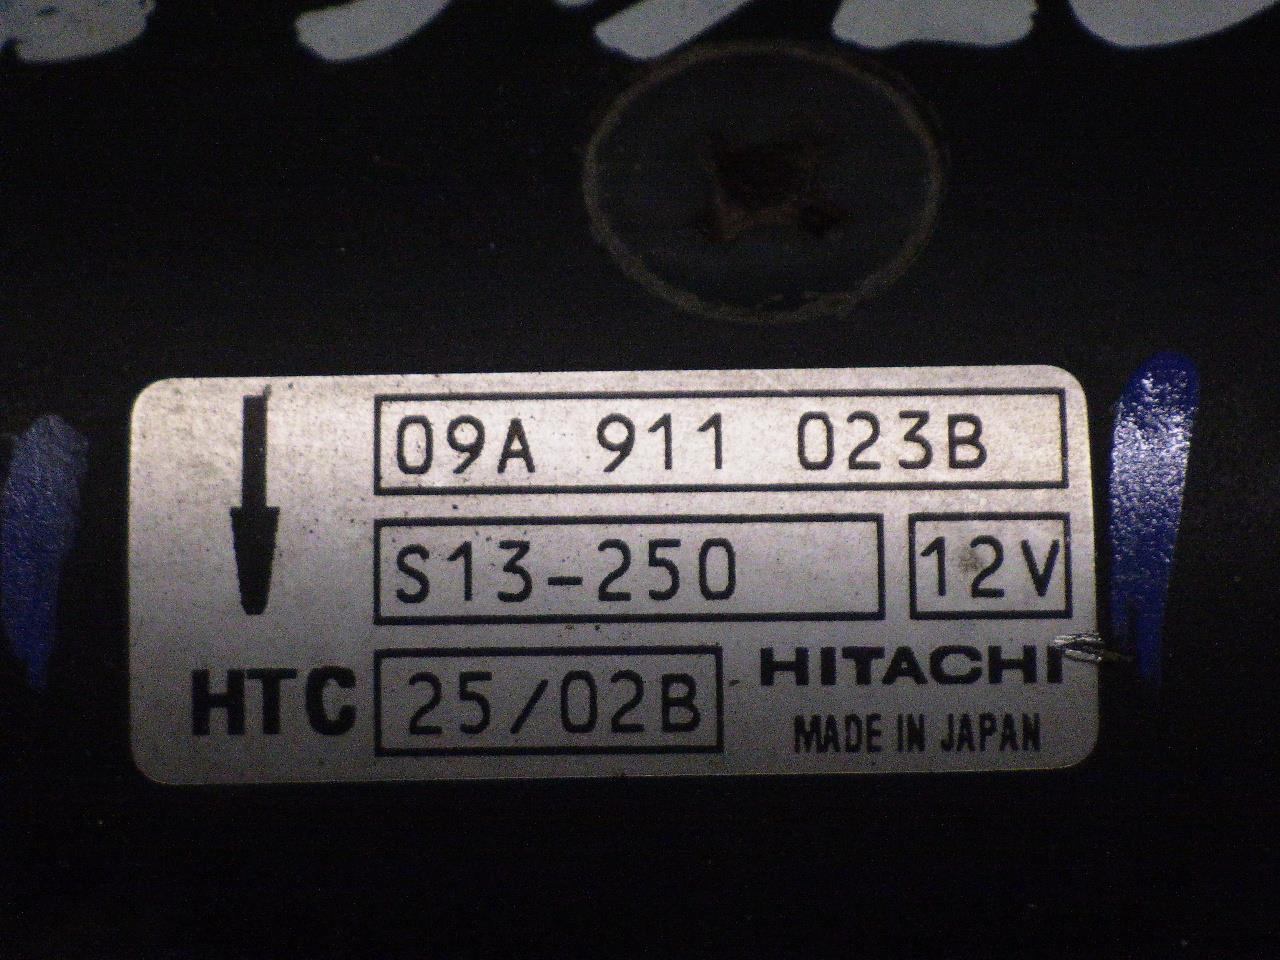 09A 911 023B
S13-250 12V
HTC 25/02B HITACHI
MADE IN JAPAN